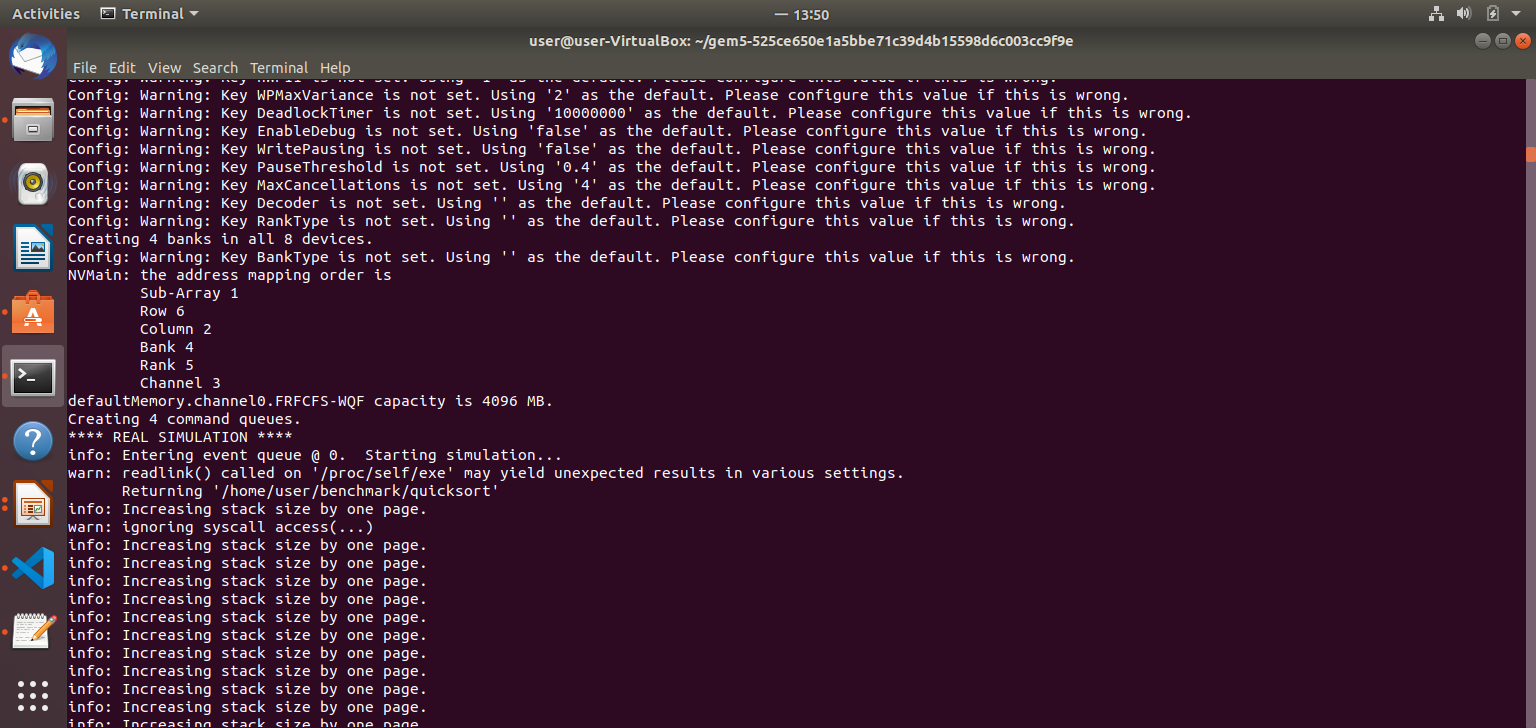 Activities Terminal — 13:50
user@user-VirtualBox: ~/gem5-525ce650e1a5bbe71c39d4b15598d6c003cc9f9e
File Edit View Search Terminal Help
is not set. Using '1' as the default. Please configure this value if this is wrong.
Config: Warning: Key WPMaxVariance is not set. Using '2' as the default. Please configure this value if this is wrong.
Config: Warning: Key DeadlockTimer is not set. Using '10000000' as the default. Please configure this value if this is wrong.
Config: Warning: Key EnableDebug is not set. Using 'false' as the default. Please configure this value if this is wrong.
Config: Warning: Key WritePausing is not set. Using 'false' as the default. Please configure this value if this is wrong.
Config: Warning: Key PauseThreshold is not set. Using '0.4' as the default. Please configure this value if this is wrong.
Config: Warning: Key MaxCancellations is not set. Using '4' as the default. Please configure this value if this is wrong.
Config: Warning: Key Decoder is not set. Using '' as the default. Please configure this value if this is wrong.
Config: Warning: Key RankType is not set. Using '' as the default. Please configure this value if this is wrong.
Creating 4 banks in all 8 devices.
Config: Warning: Key BankType is not set. Using '' as the default. Please configure this value if this is wrong.
NVMain: the address mapping order is
Sub-Array 1
Row 6
Column 2
Bank 4
Rank 5
Channel 3
defaultMemory.channel0.FRFCFS-WQF capacity is 4096 MB.
Creating 4 command queues.
**** REAL SIMULATION ****
info: Entering event queue @ 0.  Starting simulation...
warn: readlink() called on '/proc/self/exe' may yield unexpected results in various settings.
Returning '/home/user/benchmark/quicksort'
info: Increasing stack size by one page.
warn: ignoring syscall access(...)
info: Increasing stack size by one page.
info: Increasing stack size by one page.
info: Increasing stack size by one page.
info: Increasing stack size by one page.
info: Increasing stack size by one page.
info: Increasing stack size by one page.
info: Increasing stack size by one page.
info: Increasing stack size by one page.
info: Increasing stack size by one page.
info: Increasing stack size by one page.
info: Increasing stack size by one page.